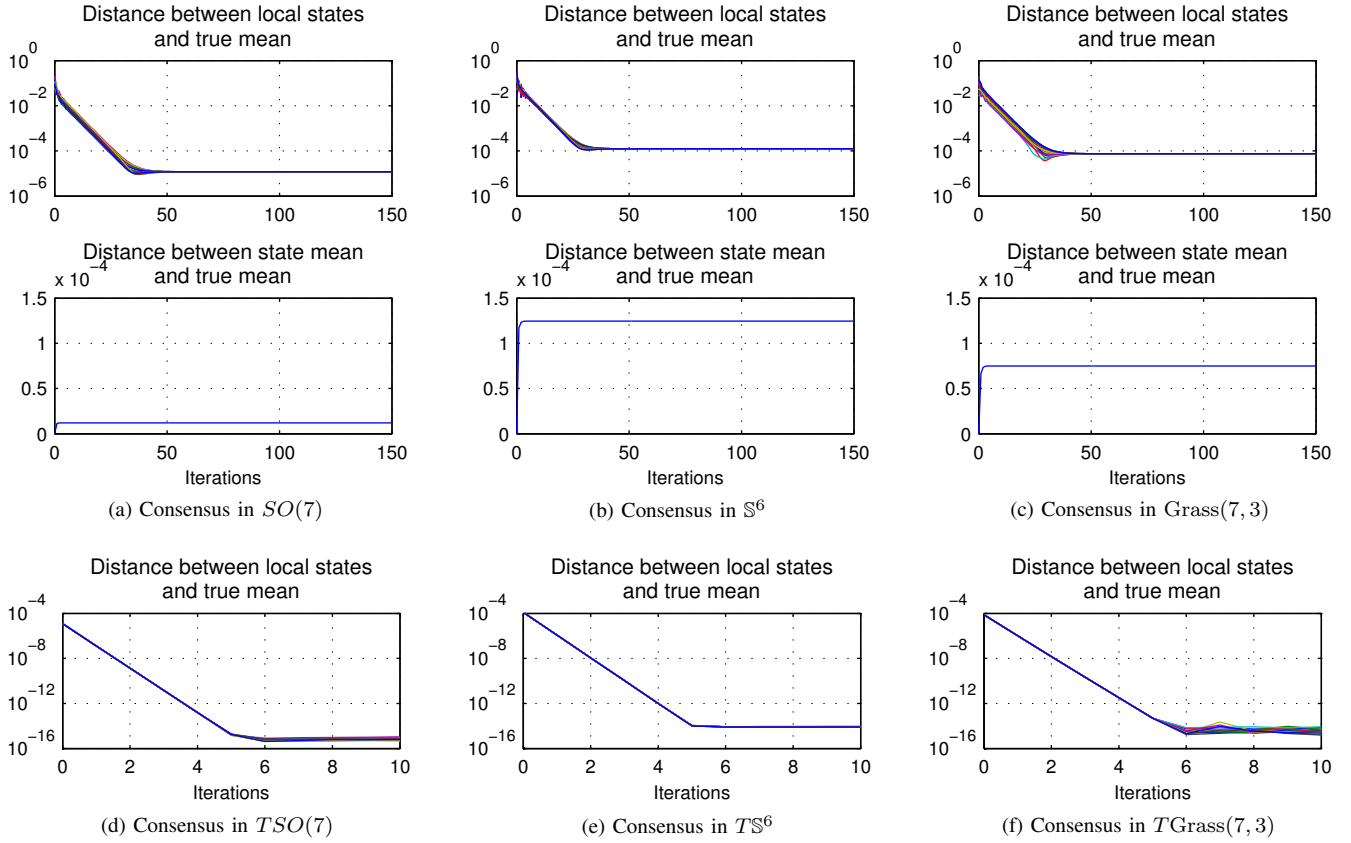 Distance between local states
and true mean
10^0
10^−2
10^−4
10^−6
0 50 100 150
Distance between state mean
and true mean
x 10^−4
1.5
1
0.5
0
0 50 100 150
Iterations
(a) Consensus in SO(7)
Distance between local states
and true mean
10^0
10^−2
10^−4
10^−6
0 50 100 150
Distance between state mean
and true mean
x 10^−4
1.5
1
0.5
0
0 50 100 150
Iterations
(b) Consensus in 𝕊^6
Distance between local states
and true mean
10^0
10^−2
10^−4
10^−6
0 50 100 150
Distance between state mean
and true mean
x 10^−4
1.5
1
0.5
0
0 50 100 150
Iterations
(c) Consensus in Grass(7, 3)
Distance between local states
and true mean
10^−4
10^−8
10^−12
10^−16
0 2 4 6 8 10
Iterations
(d) Consensus in TSO(7)
Distance between local states
and true mean
10^−4
10^−8
10^−12
10^−16
0 2 4 6 8 10
Iterations
(e) Consensus in T𝕊^6
Distance between local states
and true mean
10^−4
10^−8
10^−12
10^−16
0 2 4 6 8 10
Iterations
(f) Consensus in TGrass(7, 3)